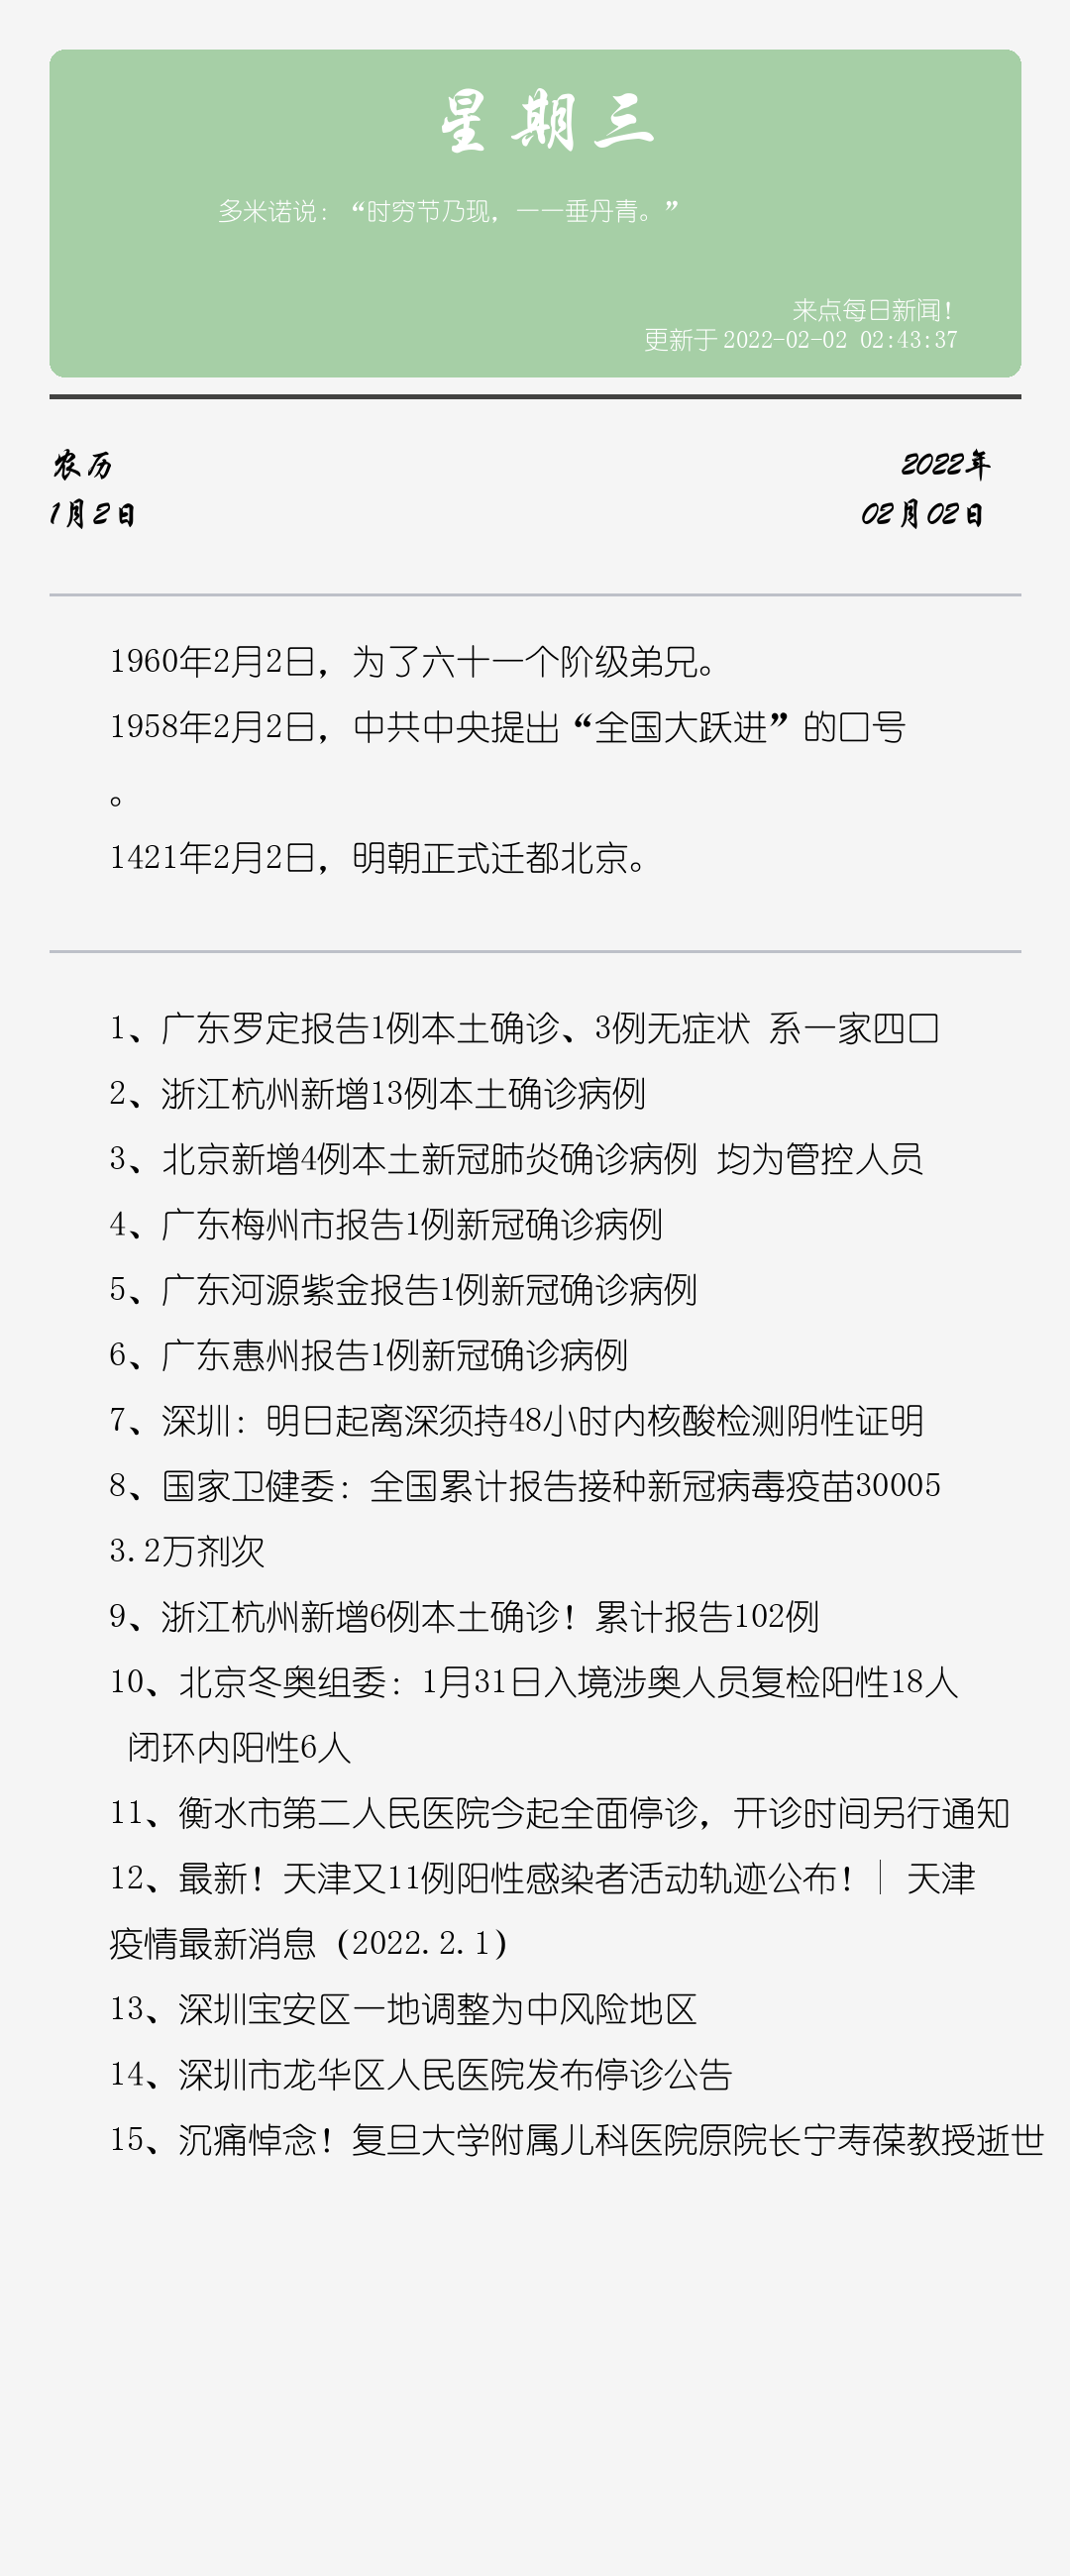 星期三
多米诺说：“时穷节乃现，一一垂丹青。”
来点每日新闻！
更新于 2022-02-02 02:43:37
农历
2022年
1月2日
02月02日
1960年2月2日，为了六十一个阶级弟兄。
1958年2月2日，中共中央提出“全国大跃进”的口号
。
1421年2月2日，明朝正式迁都北京。
1、广东罗定报告1例本土确诊、3例无症状 系一家四口
2、浙江杭州新增13例本土确诊病例
3、北京新增4例本土新冠肺炎确诊病例 均为管控人员
4、广东梅州市报告1例新冠确诊病例
5、广东河源紫金报告1例新冠确诊病例
6、广东惠州报告1例新冠确诊病例
7、深圳：明日起离深须持48小时内核酸检测阴性证明
8、国家卫健委：全国累计报告接种新冠病毒疫苗30005
3.2万剂次
9、浙江杭州新增6例本土确诊！累计报告102例
10、北京冬奥组委：1月31日入境涉奥人员复检阳性18人
闭环内阳性6人
11、衡水市第二人民医院今起全面停诊，开诊时间另行通知
12、最新！天津又11例阳性感染者活动轨迹公布！｜ 天津
疫情最新消息（2022.2.1）
13、深圳宝安区一地调整为中风险地区
14、深圳市龙华区人民医院发布停诊公告
15、沉痛悼念！复旦大学附属儿科医院原院长宁寿葆教授逝世